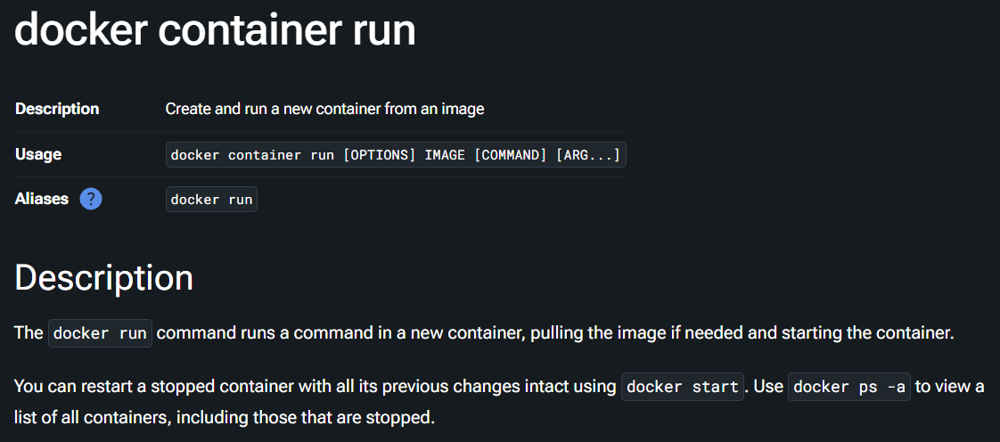 docker container run
Description Create and run a new container from an image
Usage docker container run [OPTIONS] IMAGE [COMMAND] [ARG...]
Aliases ? docker run
Description
The docker run command runs a command in a new container, pulling the image if needed and starting the container.
You can restart a stopped container with all its previous changes intact using docker start. Use docker ps -a to view a
list of all containers, including those that are stopped.